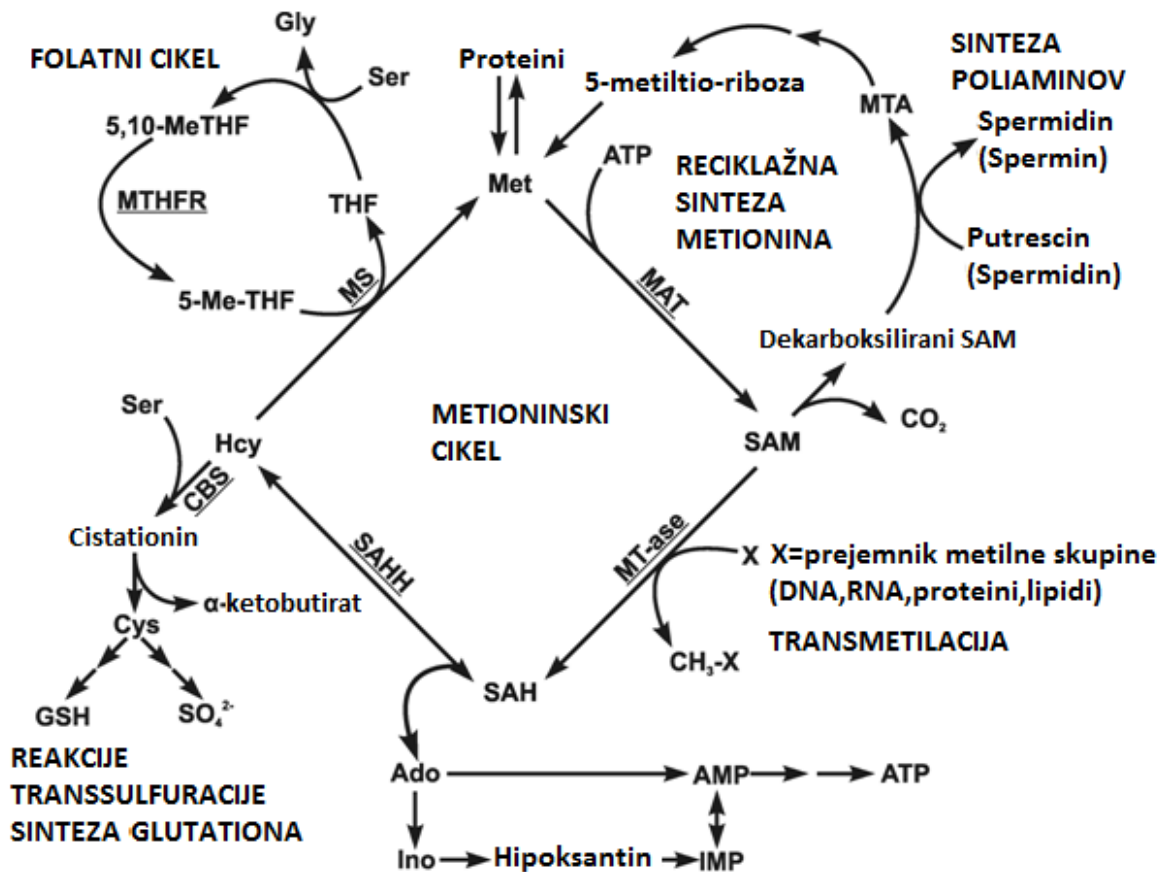 Gly
FOLATNI CIKEL
Ser
5,10-MeTHF
MTHFR
THF
5-Me-THF
MS
Proteini
Met
5-metiltio-riboza
ATP
RECIKLAŽNA
SINTEZA
METIONINA
MAT
MTA
SINTEZA
POLIAMINOV
Spermidin
(Spermin)
Putrescin
(Spermidin)
Dekarboksilirani SAM
CO₂
SAM
METIONINSKI
CIKEL
Ser
Hcy
CBS
Cistationin
α-ketobutirat
Cys
GSH
SO₄²⁻
REAKCIJE
TRANSSULFURACIJE
SINTEZA GLUTATIONA
SAHH
MT-ase
X X=prejemnik metilne skupine
(DNA,RNA,proteini,lipidi)
TRANSMETILACIJA
CH₃-X
SAH
Ado
AMP
ATP
Ino
Hipoksantin
IMP